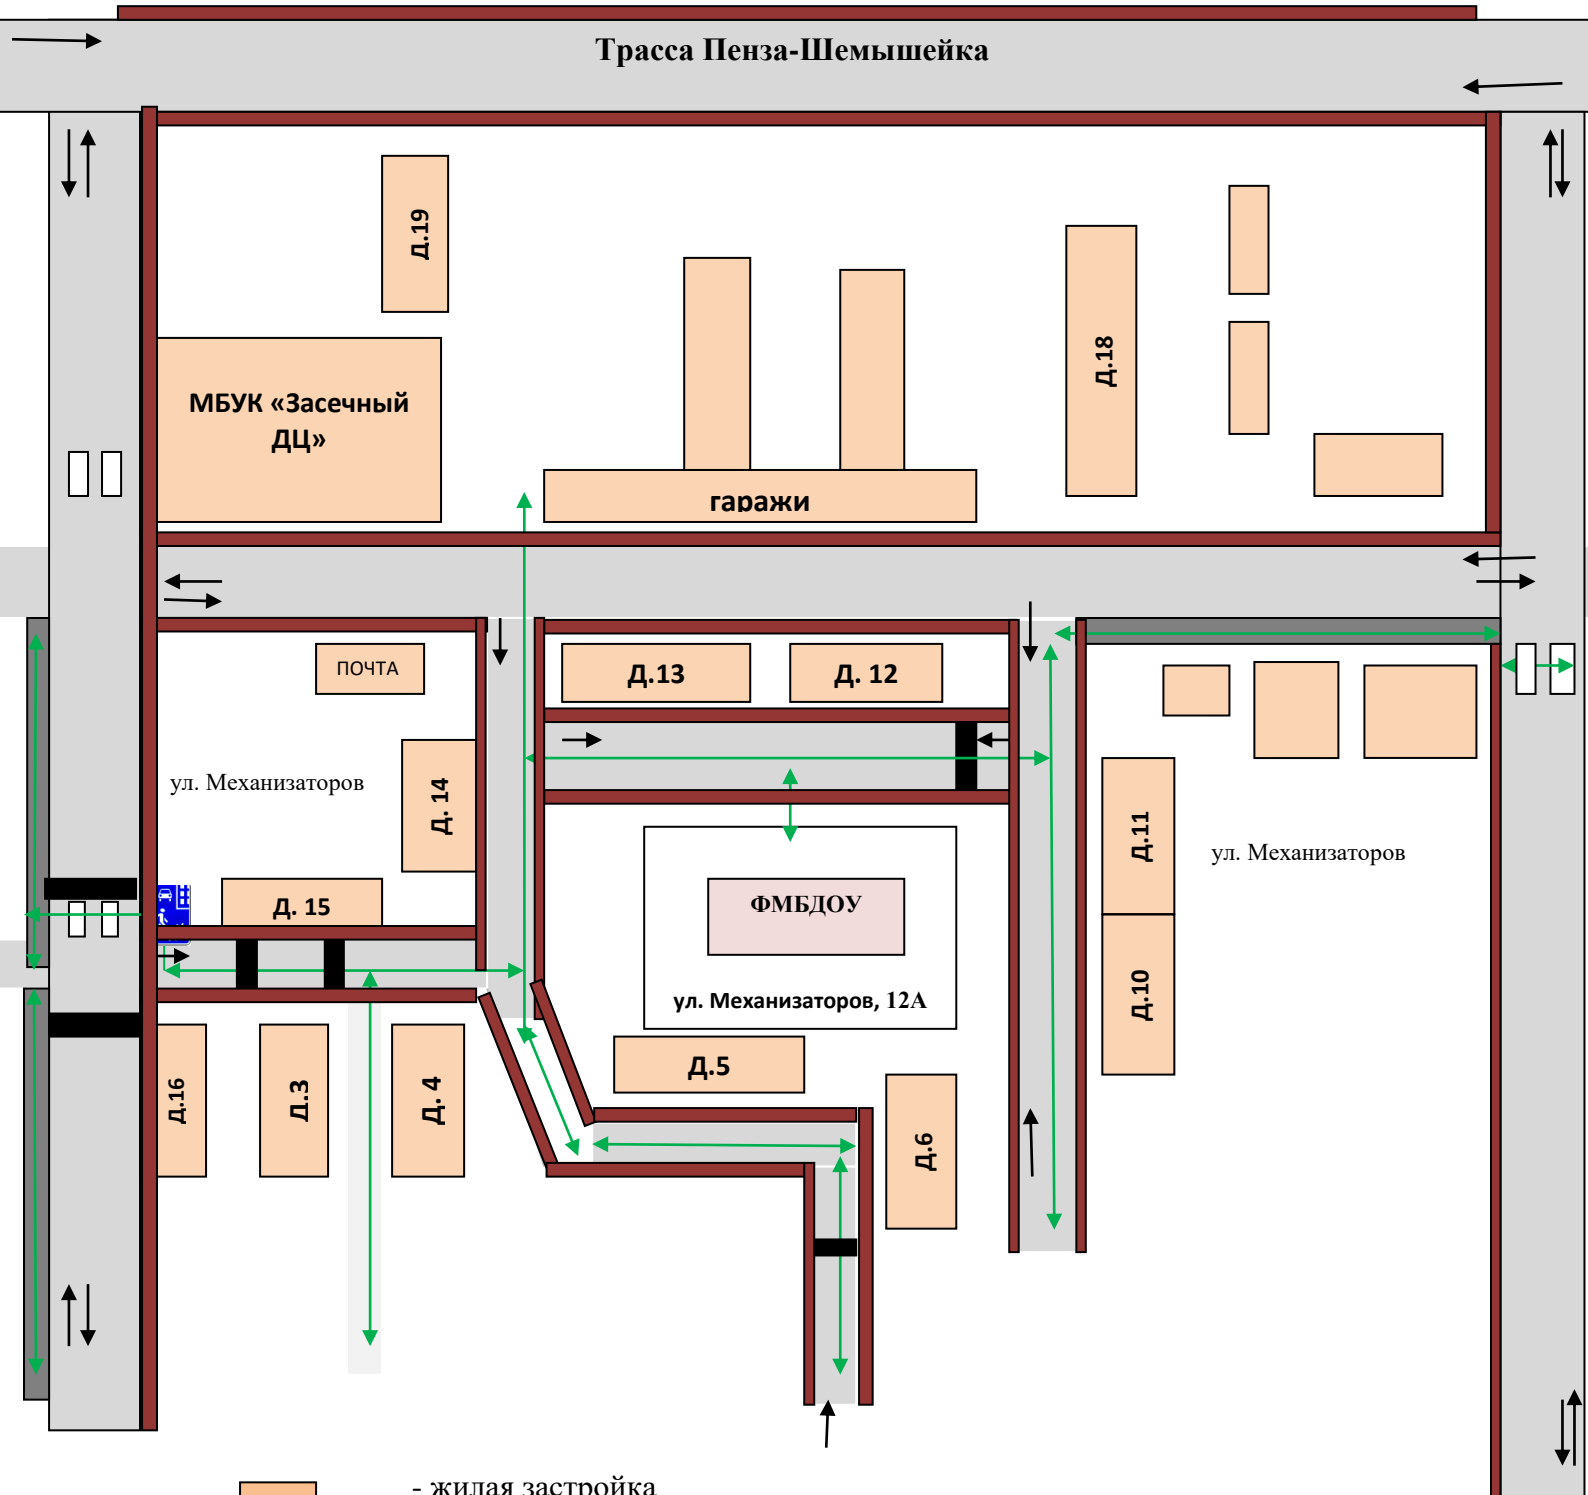 Трасса Пенза-Шемышейка
Д.19
Д.18
МБУК «Засечный
ДЦ»
гаражи
ПОЧТА
Д.13
Д. 12
ул. Механизаторов
Д. 14
Д.11
ул. Механизаторов
Д. 15
ФМБДОУ
ул. Механизаторов, 12А
Д.10
Д.16
Д.3
Д. 4
Д.5
Д.6
- жилая застройка